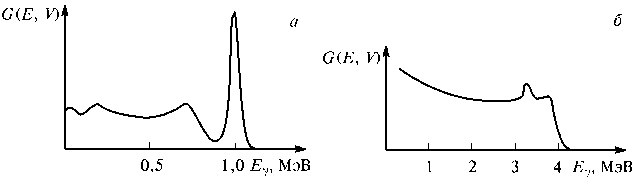 G(E, V)
а
0,5
1,0 Eγ, МэВ
G(E, V)
б
1 2 3 4 Eγ, МэВ